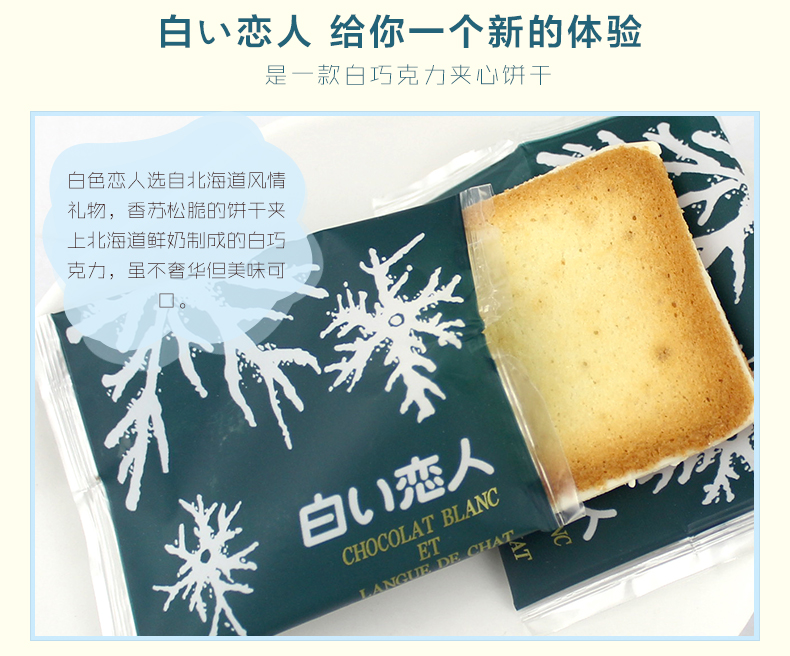 白い恋人 给你一个新的体验
是一款白巧克力夹心饼干
白色恋人选自北海道风情
礼物，香苏松脆的饼干夹
上北海道鲜奶制成的白巧
克力，虽不奢华但美味可
口。
白い恋人
CHOCOLAT BLANC
ET
LANGUE DE CHAT
人
NC
AT